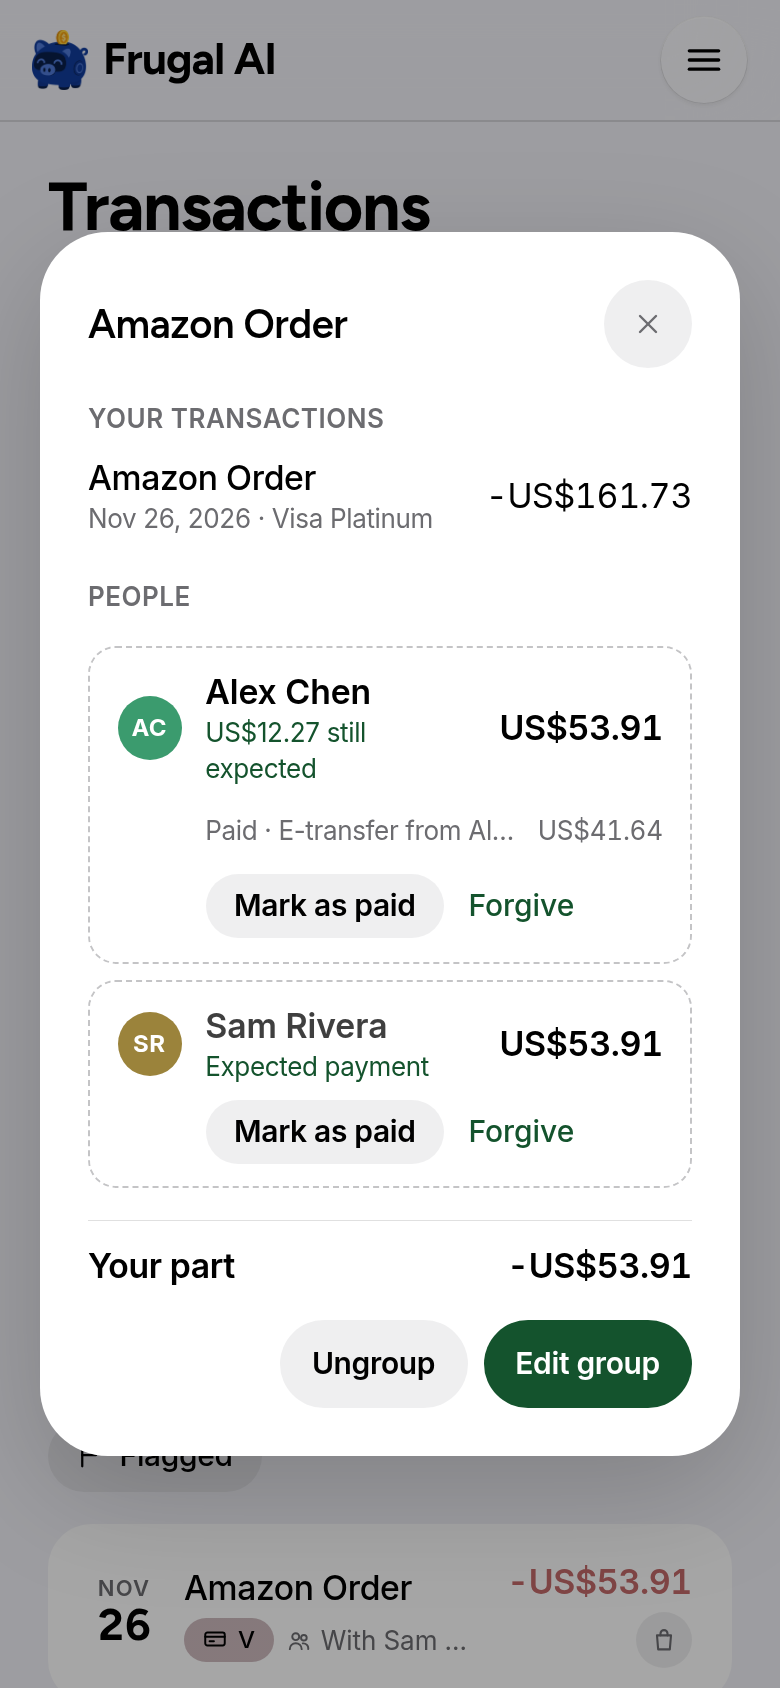 Frugal AI
Transactions
Amazon Order
YOUR TRANSACTIONS
Amazon Order
-US$161.73
Nov 26, 2026 · Visa Platinum
PEOPLE
AC
Alex Chen
US$12.27 still
expected
US$53.91
Paid · E-transfer from Al... US$41.64
Mark as paid Forgive
SR
Sam Rivera
Expected payment
US$53.91
Mark as paid Forgive
Your part -US$53.91
Ungroup Edit group
Flagged
NOV
26
Amazon Order
-US$53.91
V
With Sam ...